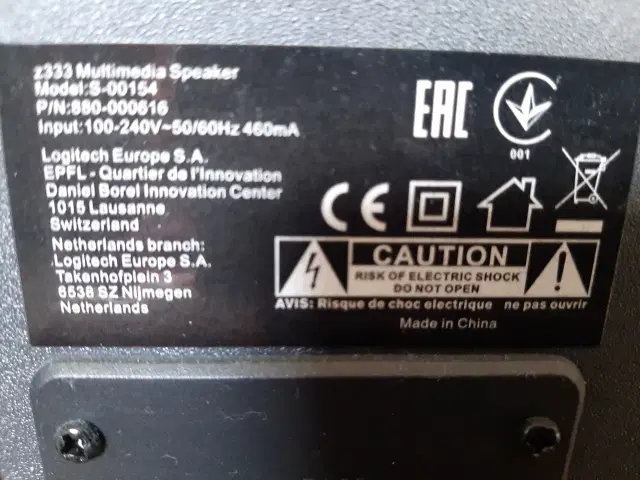 z333 Multimedia Speaker
Model:S-00154
P/N:880-000616
Input:100-240V~50/60Hz 460mA
Logitech Europe S.A.
EPFL - Quartier de l'Innovation
Daniel Borel Innovation Center
1015 Lausanne
Switzerland
Netherlands branch:
Logitech Europe S.A.
Takenhofplein 3
6538 SZ Nijmegen
Netherlands
EAC
001
CE
CAUTION
RISK OF ELECTRIC SHOCK
DO NOT OPEN
AVIS: Risque de choc electrique ne pas ouvrir
Made in China